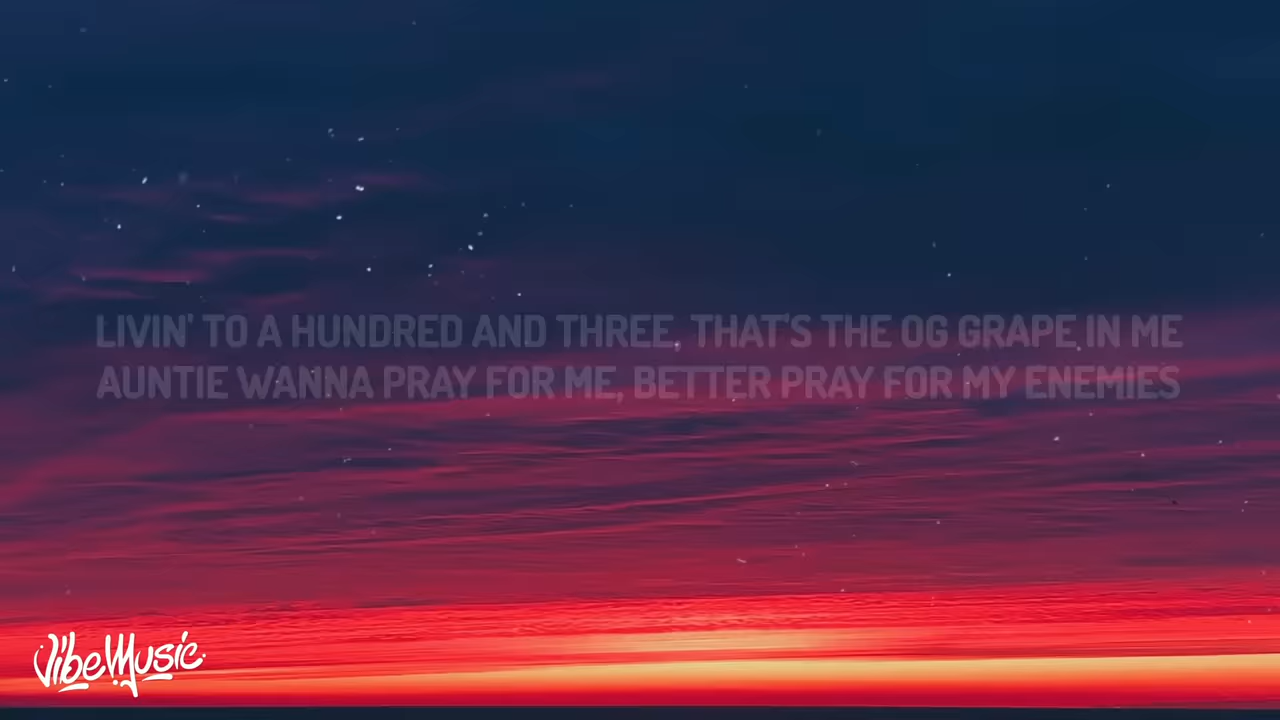 LIVIN' TO A HUNDRED AND THREE, THAT'S THE OG GRAPE IN ME
AUNTIE WANNA PRAY FOR ME, BETTER PRAY FOR MY ENEMIES
VibeMusic